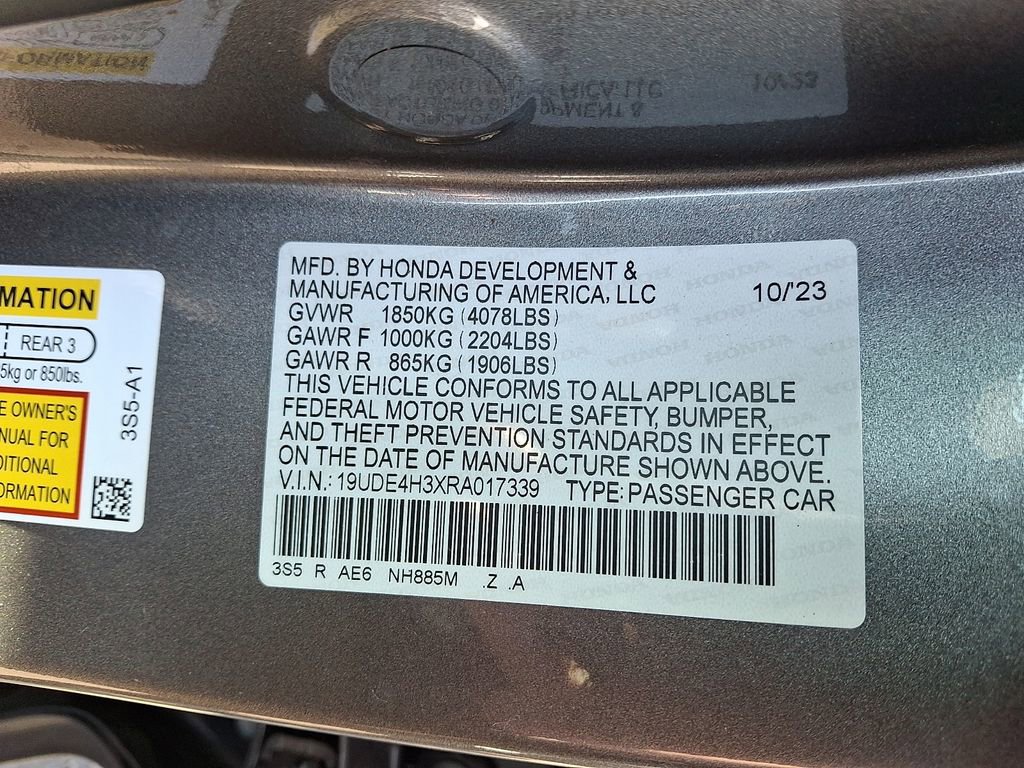 MATION
REAR 3
5kg or 850lbs.
E OWNER'S
NUAL FOR
DITIONAL
ORMATION
3S5-A1
MFD. BY HONDA DEVELOPMENT &
MANUFACTURING OF AMERICA, LLC 10/'23
GVWR 1850KG (4078LBS)
GAWR F 1000KG (2204LBS)
GAWR R 865KG (1906LBS)
THIS VEHICLE CONFORMS TO ALL APPLICABLE
FEDERAL MOTOR VEHICLE SAFETY, BUMPER,
AND THEFT PREVENTION STANDARDS IN EFFECT
ON THE DATE OF MANUFACTURE SHOWN ABOVE.
V.I.N.: 19UDE4H3XRA017339 TYPE: PASSENGER CAR
3S5 R AE6 NH885M .Z .A